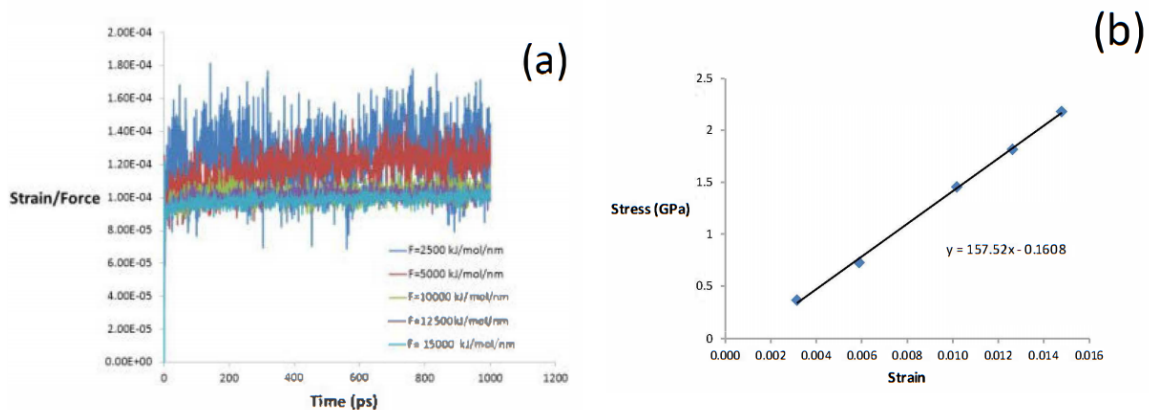 (a)
2.00E-04
1.80E-04
1.60E-04
1.40E-04
1.20E-04
1.00E-04
8.00E-05
6.00E-05
4.00E-05
2.00E-05
0.00E+00
Strain/Force
F=2500 kJ/mol/nm
F=5000 kJ/mol/nm
F=10000 kJ/mol/nm
F=12500kJ/mol/nm
F= 15000 kJ/mol/nm
0 200 400 600 800 1000 1200
Time (ps)
(b)
2.5
2
1.5
1
0.5
0
Stress (GPa)
y = 157.52x - 0.1608
0.000 0.002 0.004 0.006 0.008 0.010 0.012 0.014 0.016
Strain